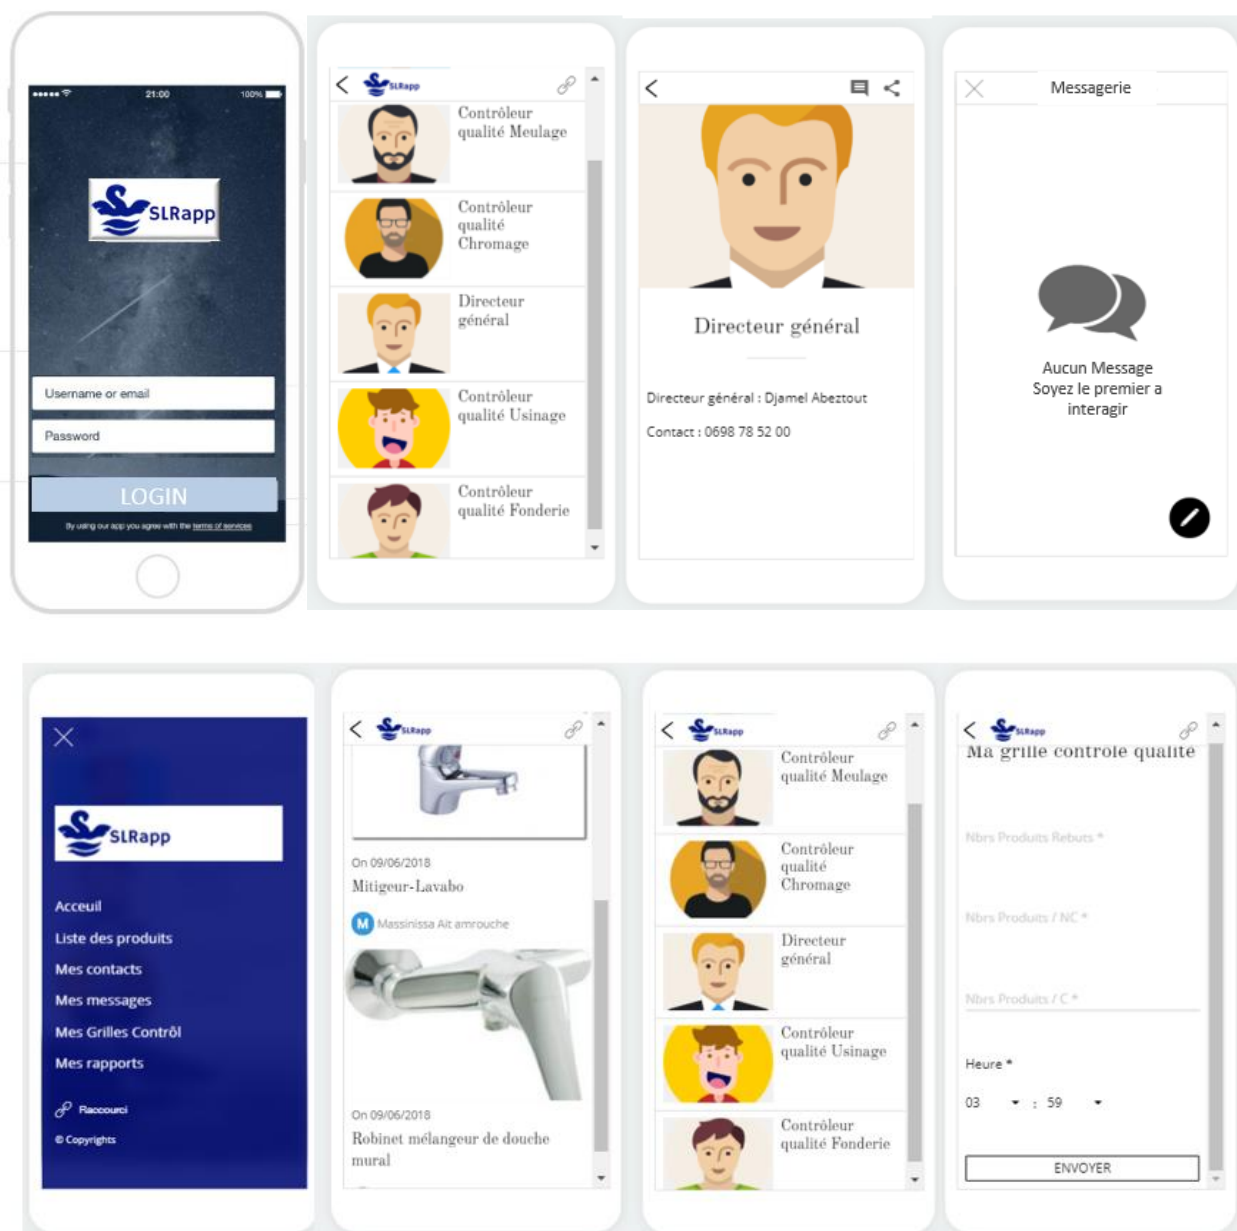 21:00
100%
SLRapp
Username or email
Password
LOGIN
By using our app you agree with the terms of services
SLRapp
Contrôleur
qualité Meulage
Contrôleur
qualité
Chromage
Directeur
général
Contrôleur
qualité Usinage
Contrôleur
qualité Fonderie
Directeur général
Directeur général : Djamel Abeztout
Contact : 0698 78 52 00
Messagerie
Aucun Message
Soyez le premier a
interagir
SLRapp
Acceuil
Liste des produits
Mes contacts
Mes messages
Mes Grilles Contrôl
Mes rapports
Raccourci
© Copyrights
SLRapp
On 09/06/2018
Mitigeur-Lavabo
M Massinissa Ait amrouche
On 09/06/2018
Robinet mélangeur de douche
mural
SLRapp
Contrôleur
qualité Meulage
Contrôleur
qualité
Chromage
Directeur
général
Contrôleur
qualité Usinage
Contrôleur
qualité Fonderie
SLRapp
Ma grille controle qualité
Nbrs Produits Rebuts *
Nbrs Produits / NC *
Nbrs Produits / C *
Heure *
03 : 59
ENVOYER